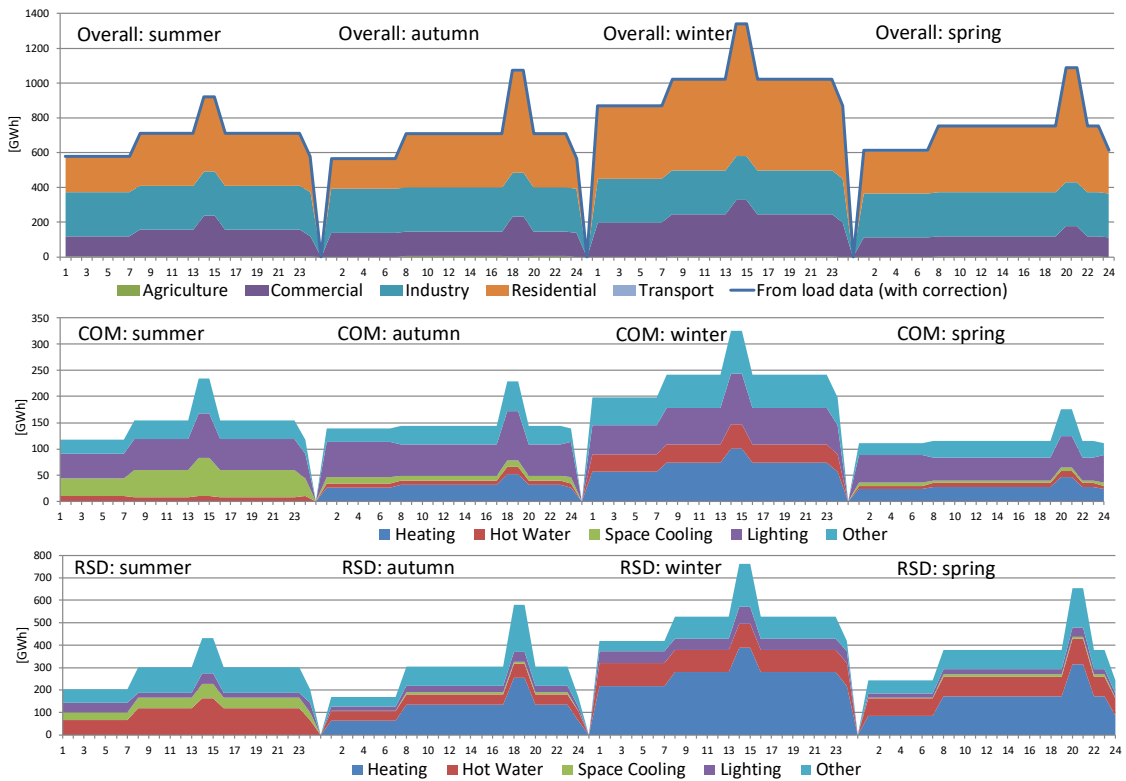 1400
1200
1000
800
600
400
200
0
[GWh]
Overall: summer Overall: autumn Overall: winter Overall: spring
1 3 5 7 9 11 13 15 17 19 21 23 2 4 6 8 10 12 14 16 18 20 22 24 1 3 5 7 9 11 13 15 17 19 21 23 2 4 6 8 10 12 14 16 18 20 22 24
Agriculture Commercial Industry Residential Transport From load data (with correction)
350
300
250
200
150
100
50
0
[GWh]
COM: summer COM: autumn COM: winter COM: spring
1 3 5 7 9 11 13 15 17 19 21 23 2 4 6 8 10 12 14 16 18 20 22 24 1 3 5 7 9 11 13 15 17 19 21 23 2 4 6 8 10 12 14 16 18 20 22 24
Heating Hot Water Space Cooling Lighting Other
800
700
600
500
400
300
200
100
0
[GWh]
RSD: summer RSD: autumn RSD: winter RSD: spring
1 3 5 7 9 11 13 15 17 19 21 23 2 4 6 8 10 12 14 16 18 20 22 24 1 3 5 7 9 11 13 15 17 19 21 23 2 4 6 8 10 12 14 16 18 20 22 24
Heating Hot Water Space Cooling Lighting Other